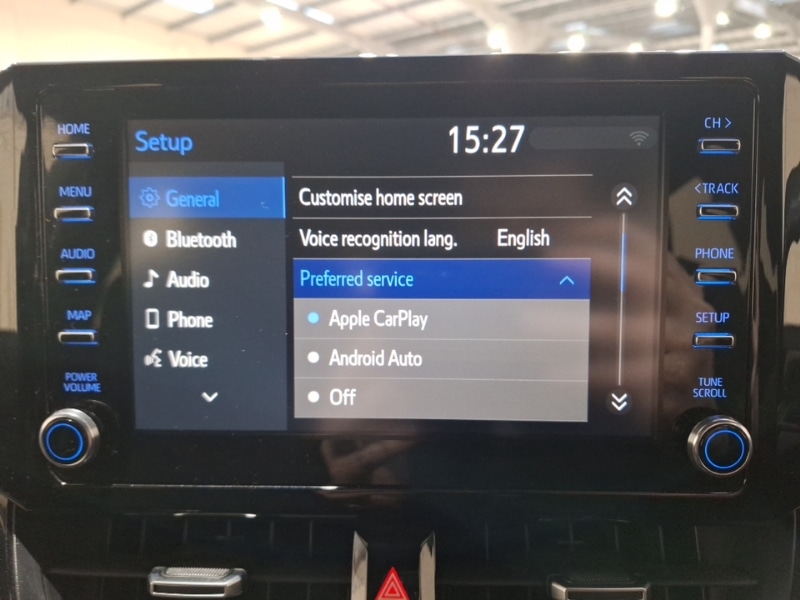 HOME
MENU
AUDIO
MAP
POWER
VOLUME
Setup
15:27
General
Bluetooth
Audio
Phone
Voice
Customise home screen
Voice recognition lang. English
Preferred service
Apple CarPlay
Android Auto
Off
CH >
<TRACK
PHONE
SETUP
TUNE
SCROLL